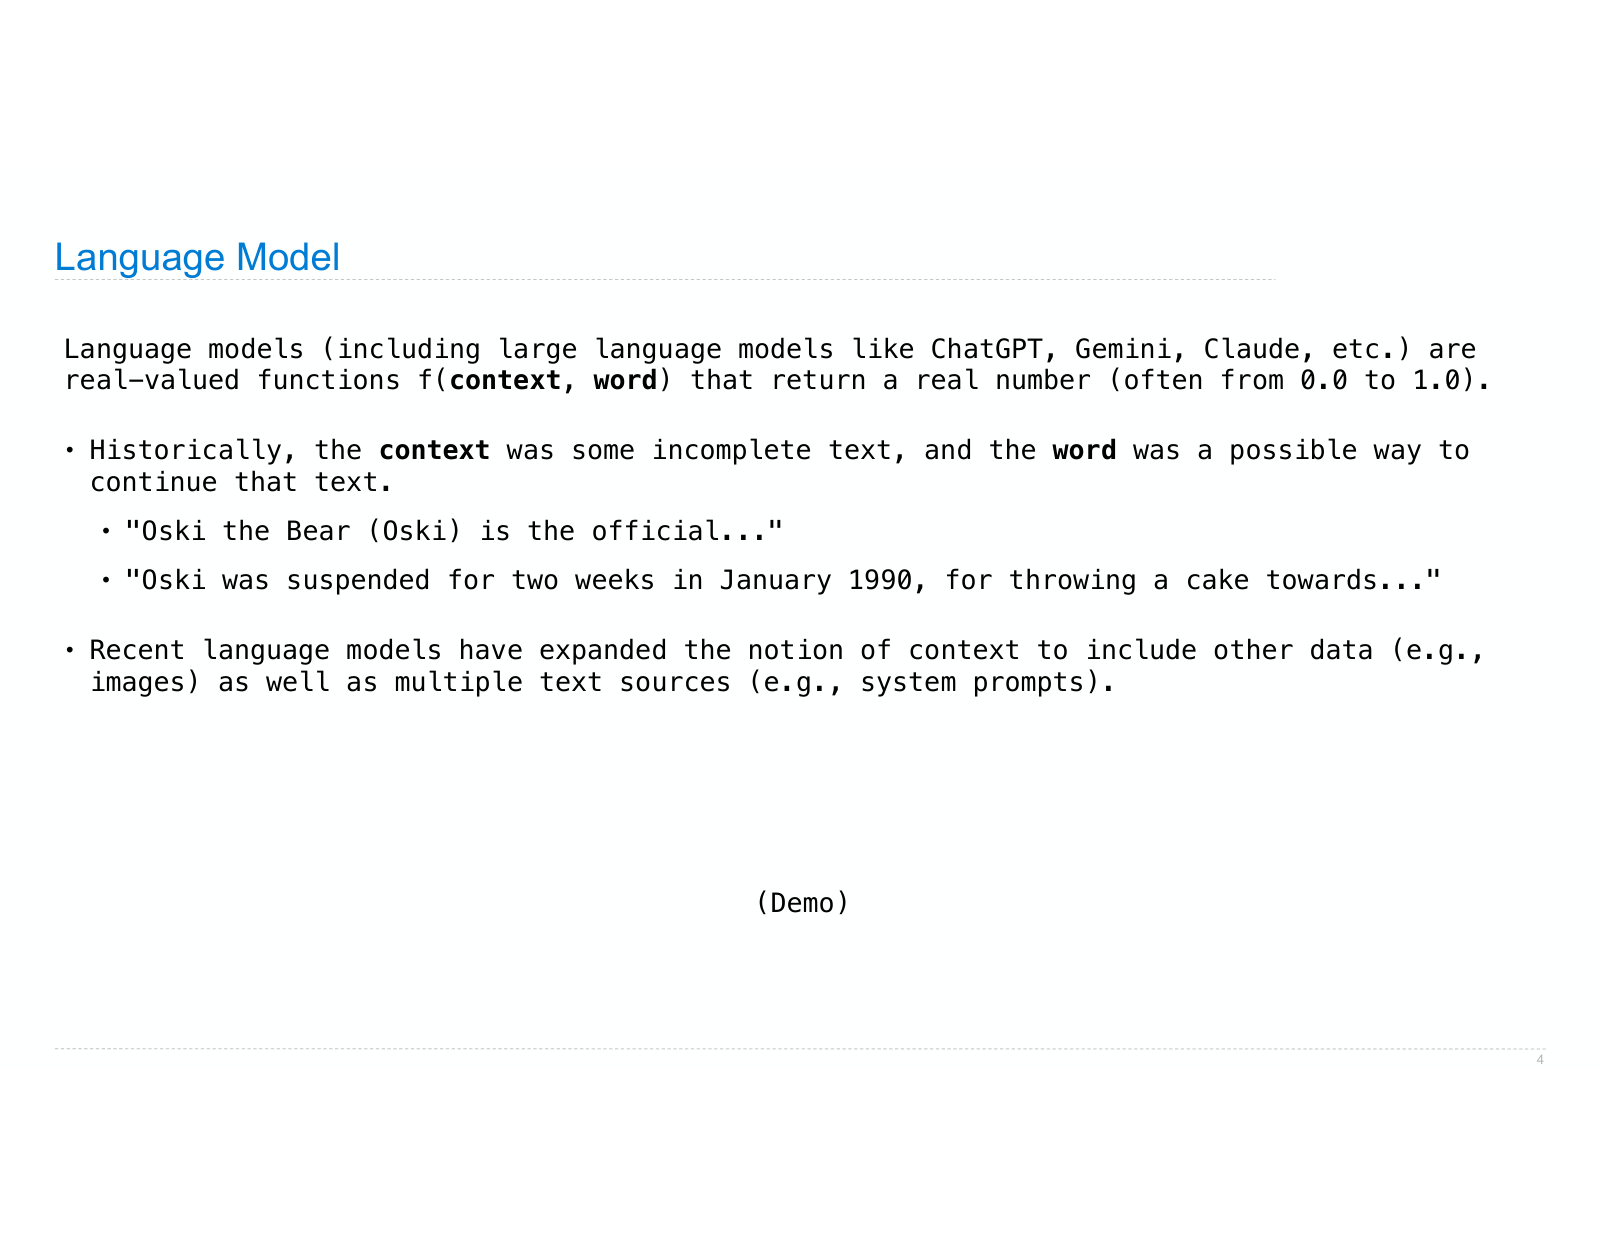 Language Model
Language models (including large language models like ChatGPT, Gemini, Claude, etc.) are
real–valued functions f(context, word) that return a real number (often from 0.0 to 1.0).
• Historically, the context was some incomplete text, and the word was a possible way to
continue that text.
• "Oski the Bear (Oski) is the official..."
• "Oski was suspended for two weeks in January 1990, for throwing a cake towards..."
• Recent language models have expanded the notion of context to include other data (e.g.,
images) as well as multiple text sources (e.g., system prompts).
(Demo)
4